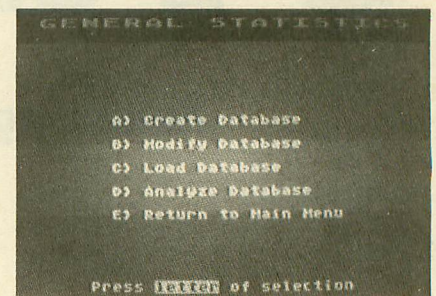 GENERAL STATISTICS
A) Create Database
B) Modify Database
C) Load Database
D) Analyze Database
E) Return to Main Menu
Press letter of selection